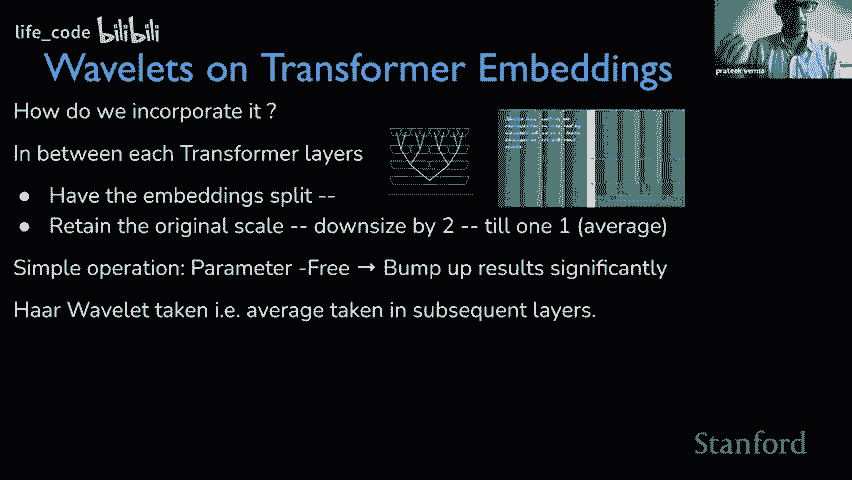 life_code bilibili
Wavelets on Transformer Embeddings
prateek verma
How do we incorporate it ?
In between each Transformer layers
● Have the embeddings split --
● Retain the original scale -- downsize by 2 -- till one 1 (average)
Simple operation: Parameter -Free → Bump up results significantly
Haar Wavelet taken i.e. average taken in subsequent layers.
Stanford